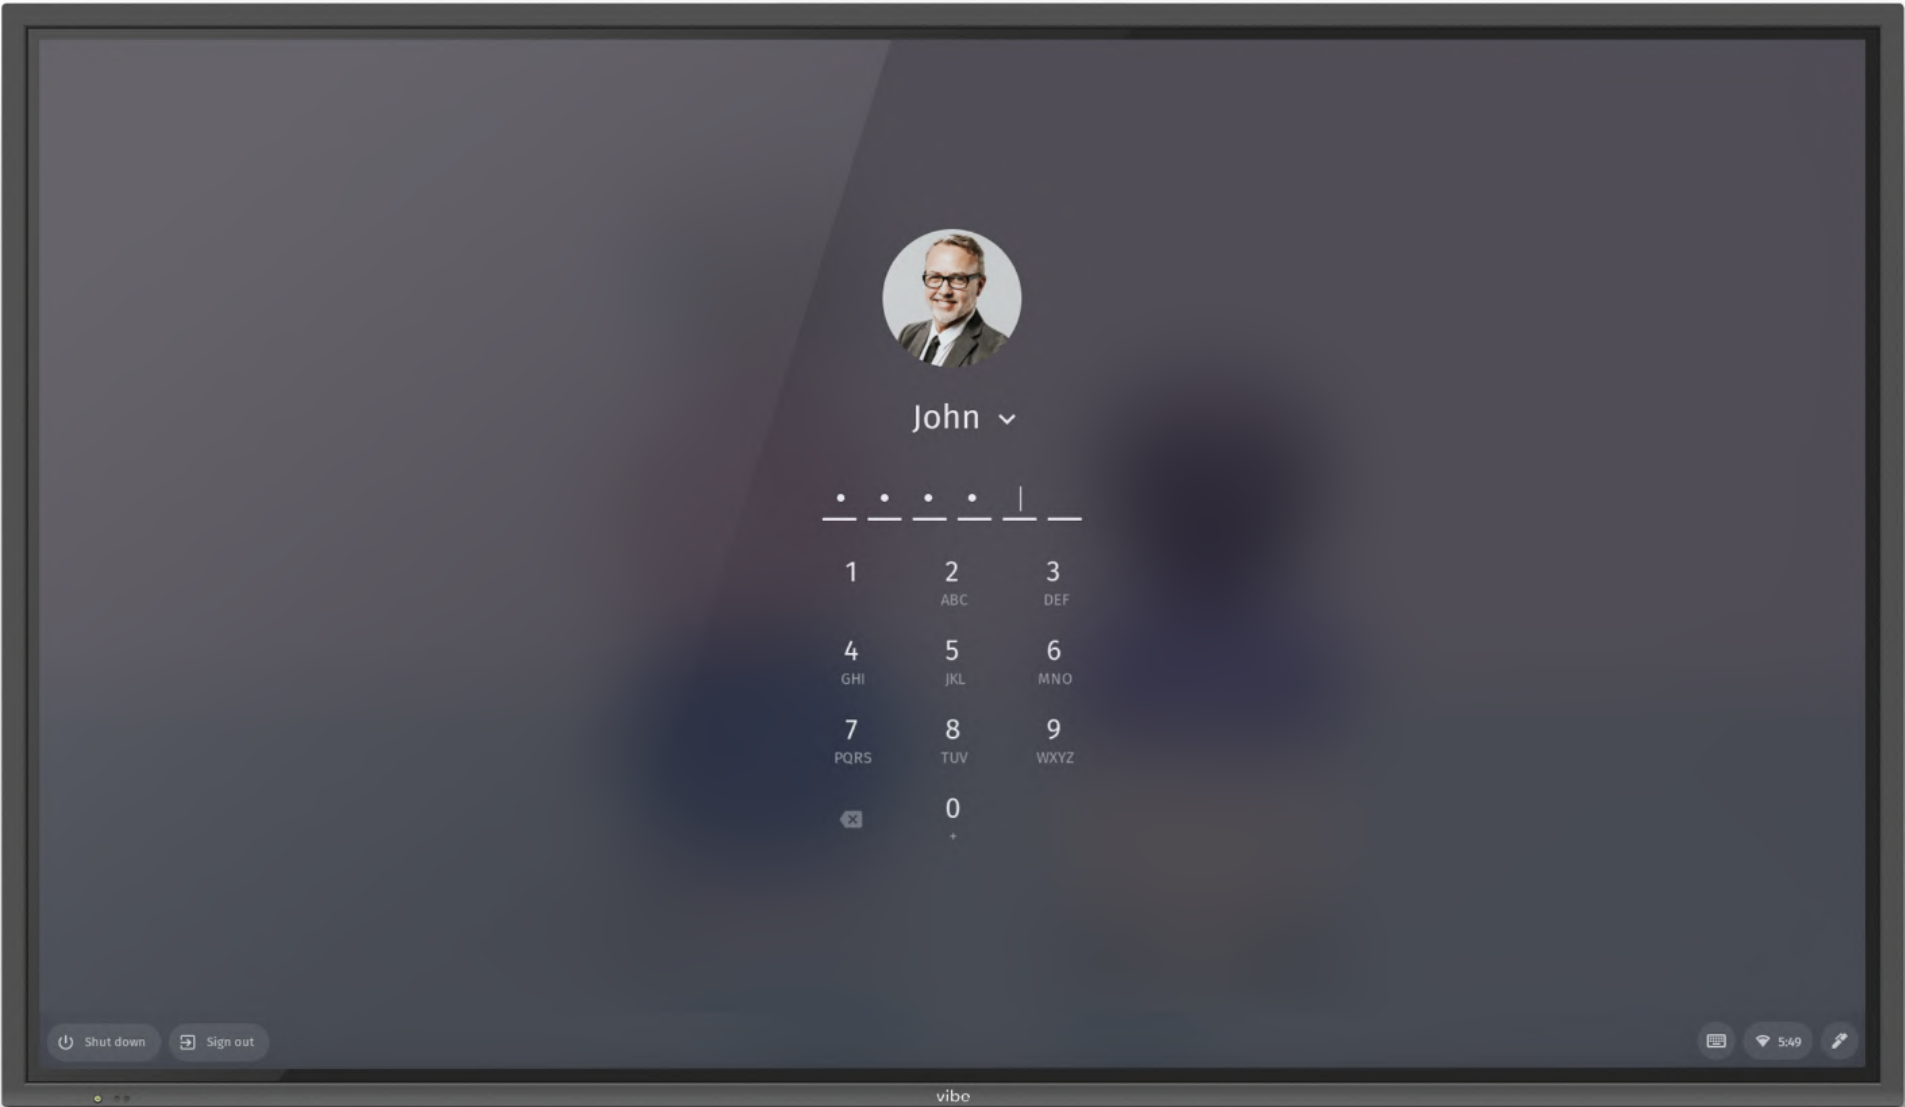 John
1
2
ABC
3
DEF
4
GHI
5
JKL
6
MNO
7
PQRS
8
TUV
9
WXYZ
0
+
Shut down
Sign out
5:49
vibe